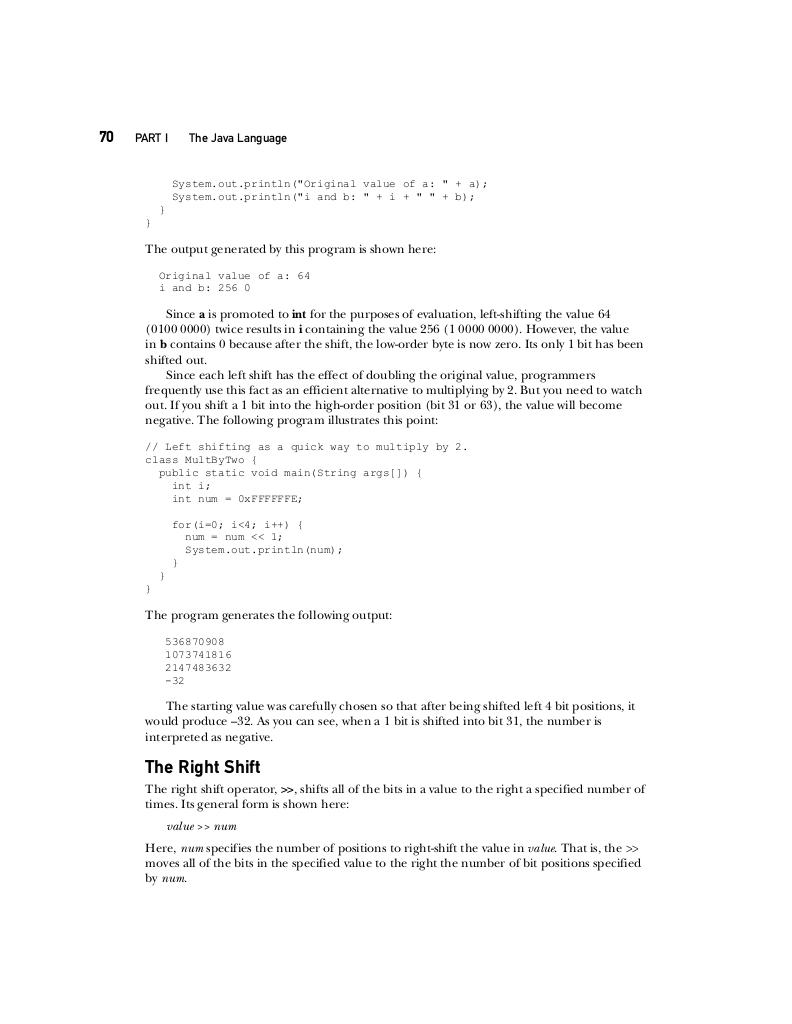 70 PART I The Java Language
System.out.println("Original value of a: " + a);
System.out.println("i and b: " + i + " " + b);
}
}
The output generated by this program is shown here:
Original value of a: 64
i and b: 256 0
Since a is promoted to int for the purposes of evaluation, left-shifting the value 64
(0100 0000) twice results in i containing the value 256 (1 0000 0000). However, the value
in b contains 0 because after the shift, the low-order byte is now zero. Its only 1 bit has been
shifted out.
Since each left shift has the effect of doubling the original value, programmers
frequently use this fact as an efficient alternative to multiplying by 2. But you need to watch
out. If you shift a 1 bit into the high-order position (bit 31 or 63), the value will become
negative. The following program illustrates this point:
// Left shifting as a quick way to multiply by 2.
class MultByTwo {
public static void main(String args[]) {
int i;
int num = 0xFFFFFFE;
for(i=0; i<4; i++) {
num = num << 1;
System.out.println(num);
}
}
}
The program generates the following output:
536870908
1073741816
2147483632
-32
The starting value was carefully chosen so that after being shifted left 4 bit positions, it
would produce –32. As you can see, when a 1 bit is shifted into bit 31, the number is
interpreted as negative.
The Right Shift
The right shift operator, >>, shifts all of the bits in a value to the right a specified number of
times. Its general form is shown here:
value >> num
Here, num specifies the number of positions to right-shift the value in value. That is, the >>
moves all of the bits in the specified value to the right the number of bit positions specified
by num.